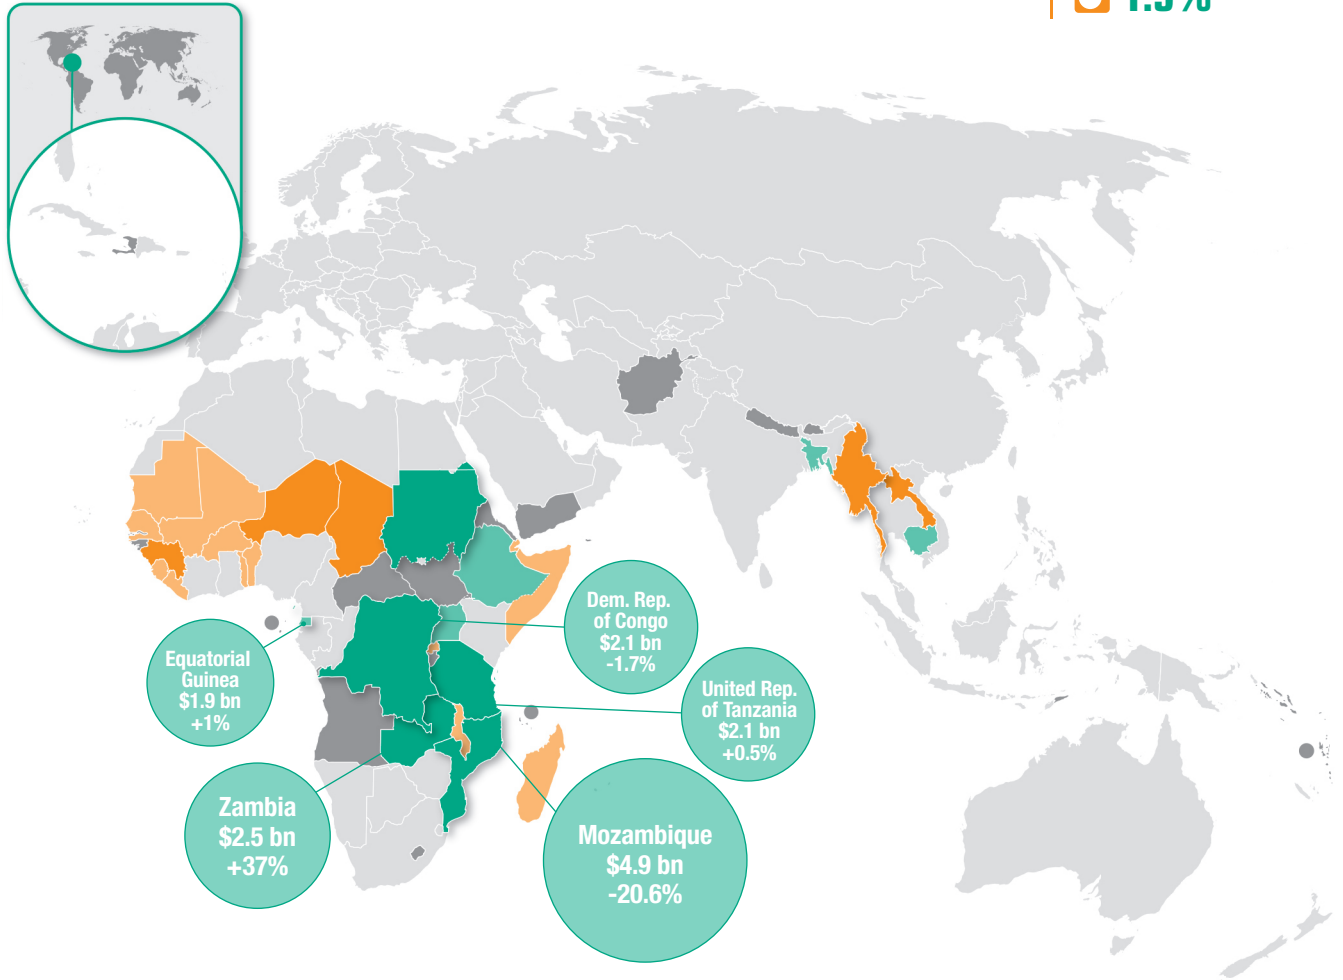 Dem. Rep.
of Congo
$2.1 bn
-1.7%
Equatorial
Guinea
$1.9 bn
+1%
United Rep.
of Tanzania
$2.1 bn
+0.5%
Zambia
$2.5 bn
+37%
Mozambique
$4.9 bn
-20.6%